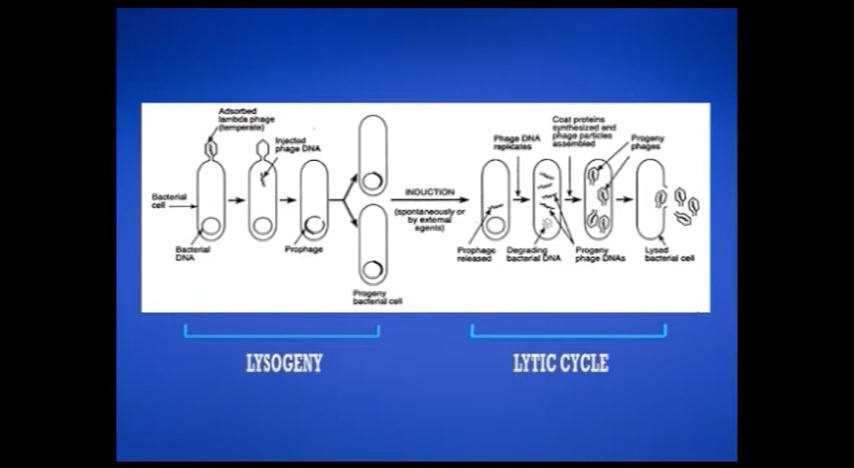 Adsorbed
lambda phage
(temperate)
Injected
phage DNA
Bacterial
cell
Bacterial
DNA
Prophage
Progeny
bacterial cell
INDUCTION
(spontaneously or
by external
agents)
Phage DNA
replicates
Coat proteins
synthesized and
phage particles
assembled
Progeny
phages
Prophage
released
Degrading
bacterial DNA
Progeny
phage DNAs
Lysed
bacterial cell
LYSOGENY
LYTIC CYCLE